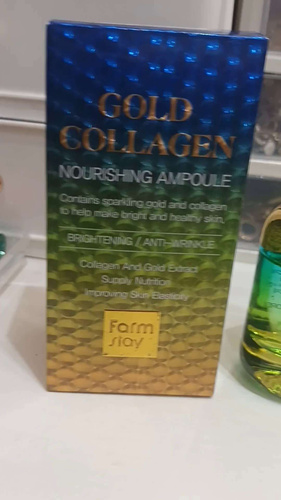 GOLD
COLLAGEN
NOURISHING AMPOULE
Contains sparkling gold and collagen
to help make bright and healthy skin.
BRIGHTENING / ANTI-WRINKLE
Collagen And Gold Extract
Supply Nutrition
Improving Skin Elasticity
Farm
stay